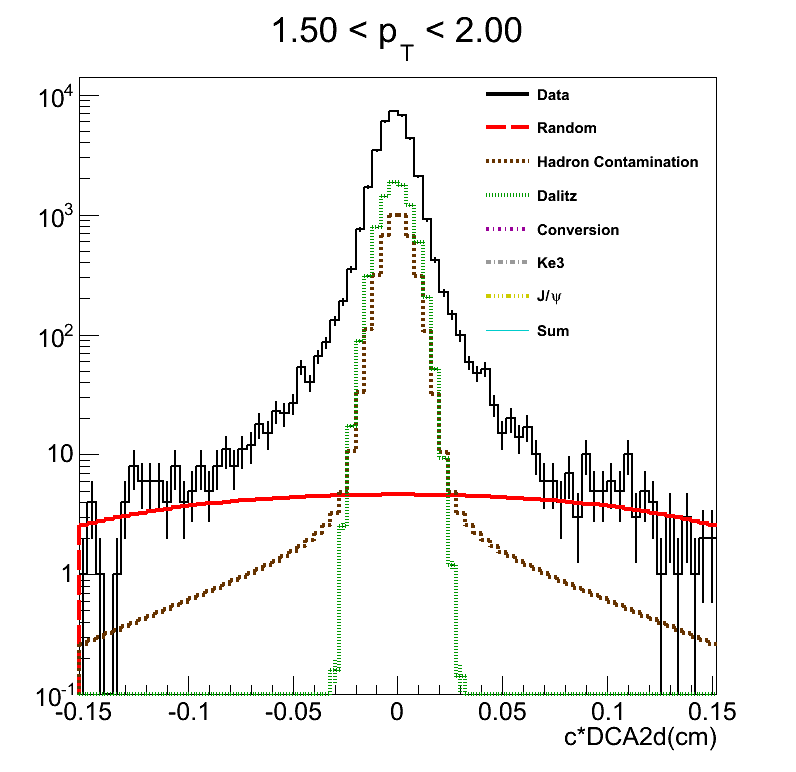 1.50 < p_T < 2.00
Data
Random
Hadron Contamination
Dalitz
Conversion
Ke3
J/ψ
Sum
10^4
10^3
10^2
10
1
10^-1
-0.15 -0.1 -0.05 0 0.05 0.1 0.15
c*DCA2d(cm)